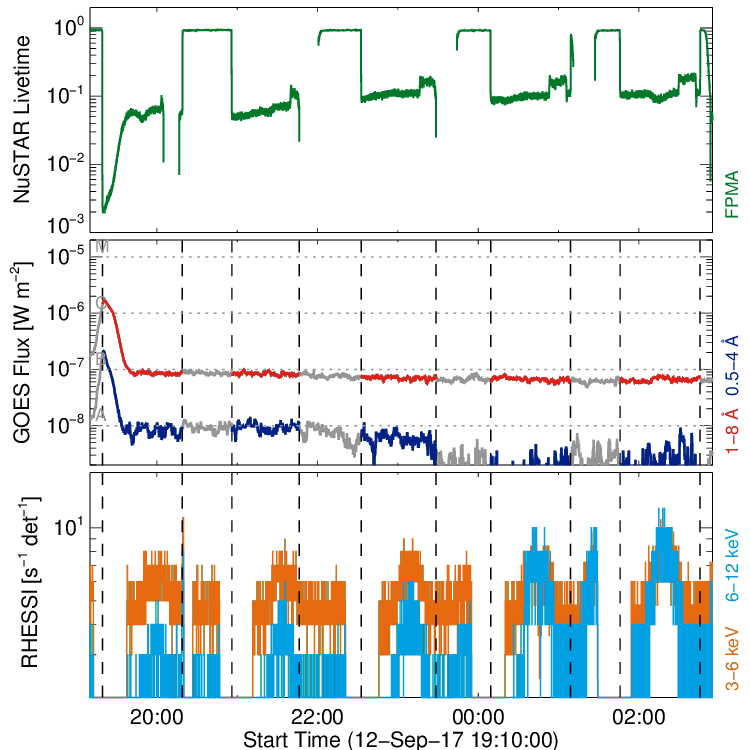 NuSTAR Livetime
10⁰
10⁻¹
10⁻²
10⁻³
FPMA
GOES Flux [W m⁻²]
10⁻⁵
10⁻⁶
10⁻⁷
10⁻⁸
M
C
B
A
1–8 Å 0.5–4 Å
RHESSI [s⁻¹ det⁻¹]
10¹
3–6 keV 6–12 keV
20:00 22:00 00:00 02:00
Start Time (12–Sep–17 19:10:00)